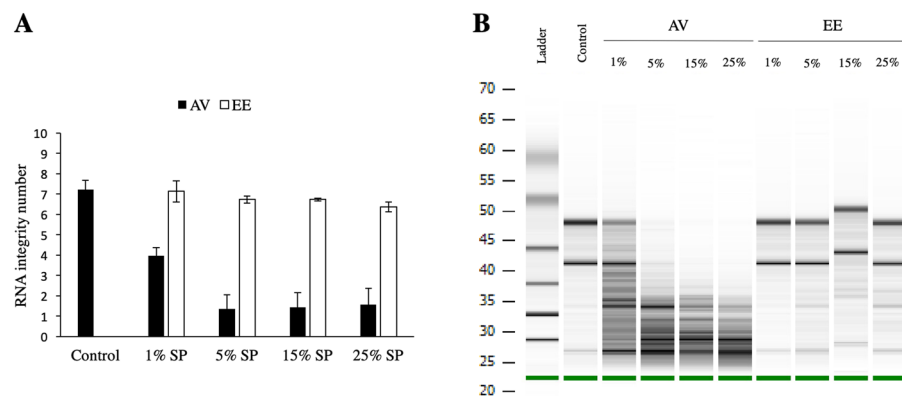 A
AV EE
RNA integrity number
10
9
8
7
6
5
4
3
2
1
0
Control 1% SP 5% SP 15% SP 25% SP
B
Ladder
Control
AV EE
1% 5% 15% 25% 1% 5% 15% 25%
70
65
60
55
50
45
40
35
30
25
20